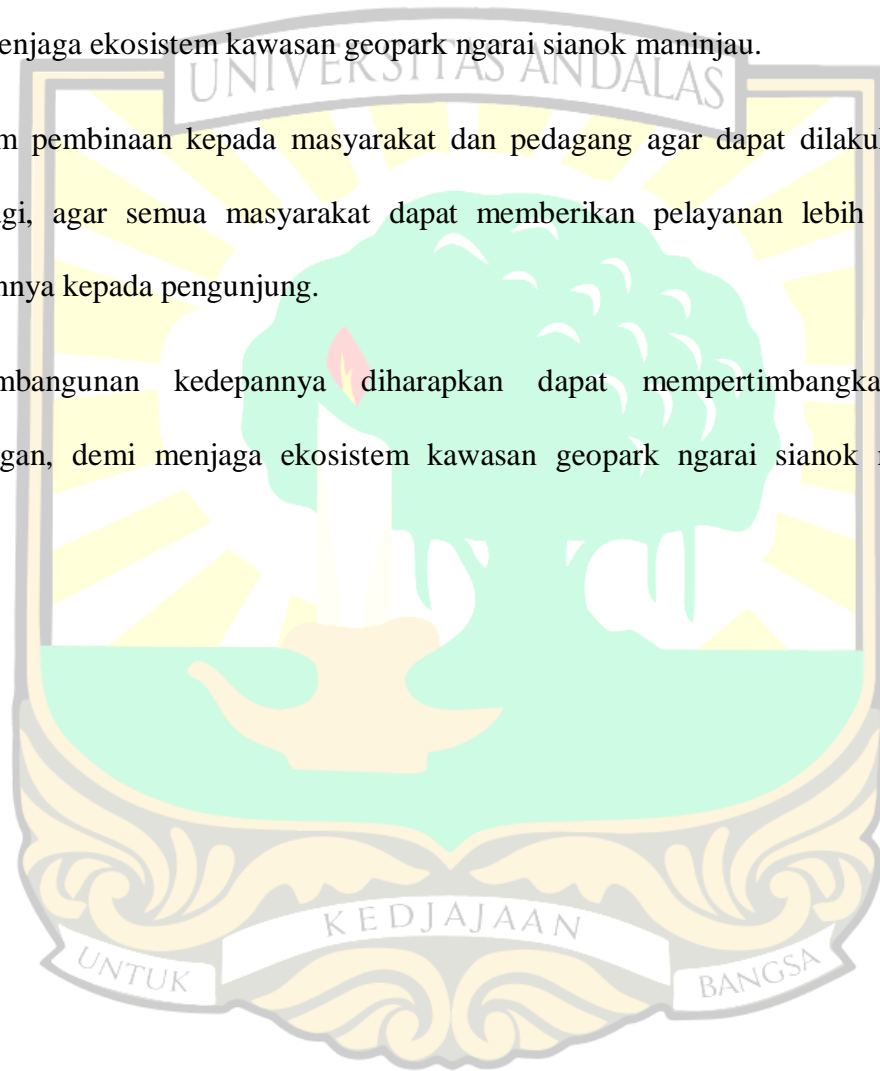 enjaga ekosistem kawasan geopark ngarai sianok maninjau.
UNIVERSITAS ANDALAS
m pembinaan kepada masyarakat dan pedagang agar dapat dilaku
gi, agar semua masyarakat dapat memberikan pelayanan lebih
nnya kepada pengunjung.
mbangunan kedepannya diharapkan dapat mempertimbangka
gan, demi menjaga ekosistem kawasan geopark ngarai sianok
KEDJAJAAN
UNTUK
BANGSA